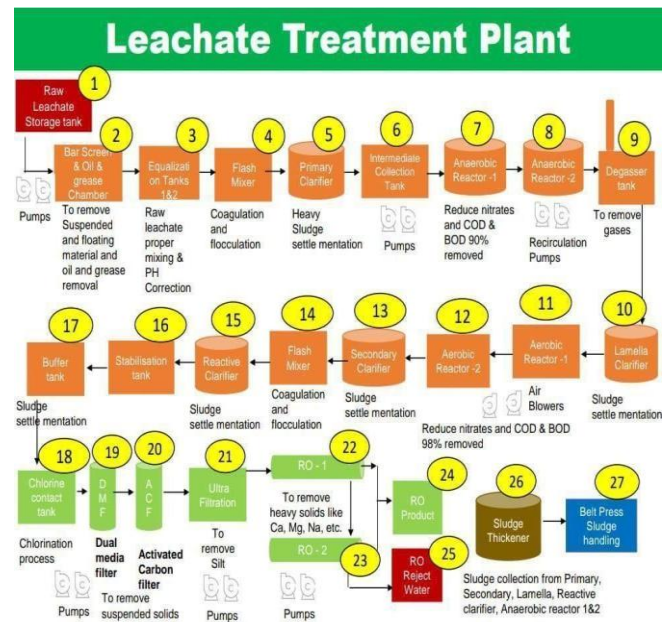 Leachate Treatment Plant
1
Raw
Leachate
Storage tank
2
Bar Screen
& Oil &
grease
Chamber
3
Equalizati
on Tanks
1&2
4
Flash
Mixer
5
Primary
Clarifier
6
Intermediate
Collection
Tank
7
Anaerobic
Reactor -1
8
Anaerobic
Reactor -2
9
Degasser
tank
Pumps
To remove
Suspended
and floating
material and
oil and grease
removal
Raw
leachate
proper
mixing &
PH
Correction
Coagulation
and
flocculation
Heavy
Sludge
settle mentation
Pumps
Reduce nitrates
and COD &
BOD 90%
removed
Recirculation
Pumps
To remove
gases
17
Buffer
tank
16
Stabilisation
tank
15
Reactive
Clarifier
14
Flash
Mixer
13
Secondary
Clarifier
12
Aerobic
Reactor -2
11
Aerobic
Reactor -1
10
Lamella
Clarifier
Sludge
settle mentation
Sludge
settle mentation
Coagulation
and
flocculation
Sludge
settle mentation
Air
Blowers
Reduce nitrates and COD & BOD
98% removed
Sludge
settle mentation
18
Chlorine
contact
tank
19
D
M
F
20
A
C
F
21
Ultra
Filtration
22
RO - 1
To remove
heavy solids like
Ca, Mg, Na, etc.
RO - 2
23
24
RO
Product
25
RO
Reject
Water
26
Sludge
Thickener
27
Belt Press
Sludge
handling
Chlorination
process
Pumps
Dual
media
filter
Activated
Carbon
filter
To remove
suspended solids
To
remove
Silt
Pumps
Pumps
Sludge collection from Primary,
Secondary, Lamella, Reactive
clarifier, Anaerobic reactor 1&2